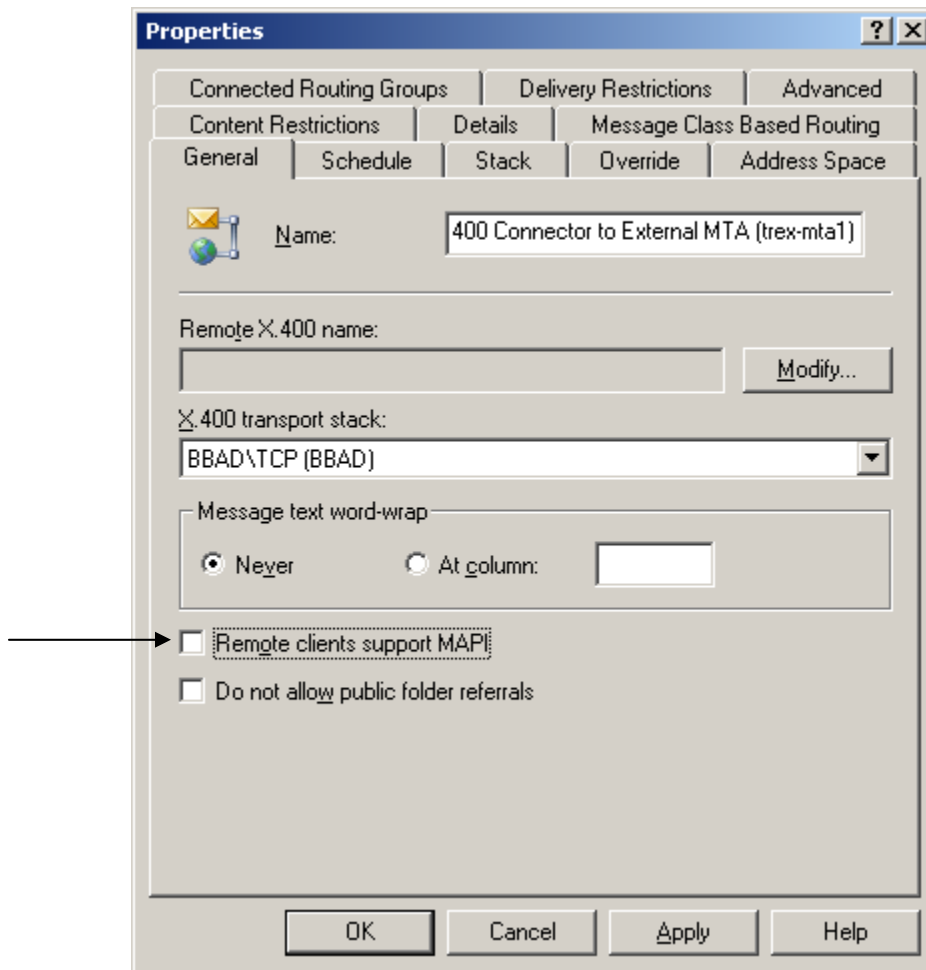 Properties
Connected Routing Groups Delivery Restrictions Advanced
Content Restrictions Details Message Class Based Routing
General Schedule Stack Override Address Space
Name: 400 Connector to External MTA (trex-mta1)
Remote X.400 name:
Modify...
X.400 transport stack:
BBAD\TCP (BBAD)
Message text word-wrap
Never At column:
Remote clients support MAPI
Do not allow public folder referrals
OK Cancel Apply Help